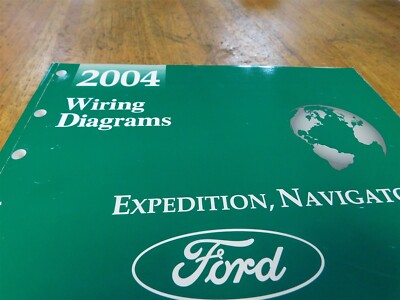 2004
Wiring
Diagrams
EXPEDITION, NAVIGATO
Ford